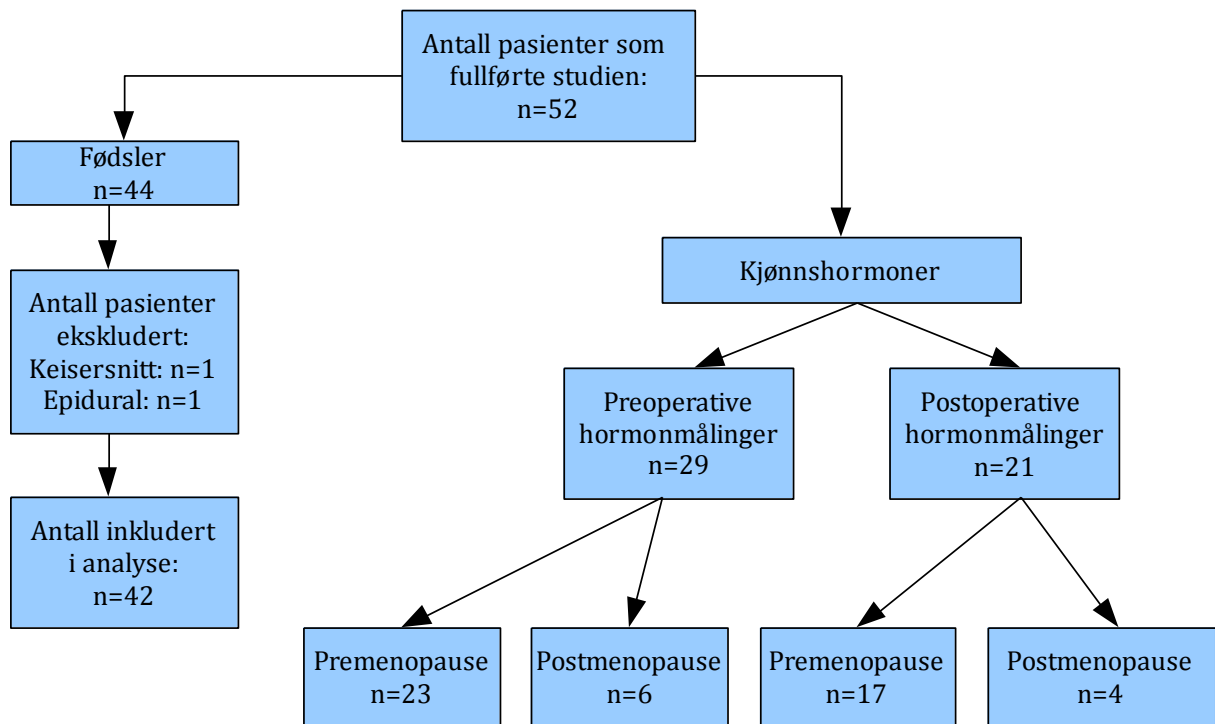 Antall pasienter som
fullførte studien:
n=52
Fødsler
n=44
Antall pasienter
ekskludert:
Keisersnitt: n=1
Epidural: n=1
Antall inkludert
i analyse:
n=42
Kjønnshormoner
Preoperative
hormonmålinger
n=29
Postoperative
hormonmålinger
n=21
Premenopause
n=23
Postmenopause
n=6
Premenopause
n=17
Postmenopause
n=4